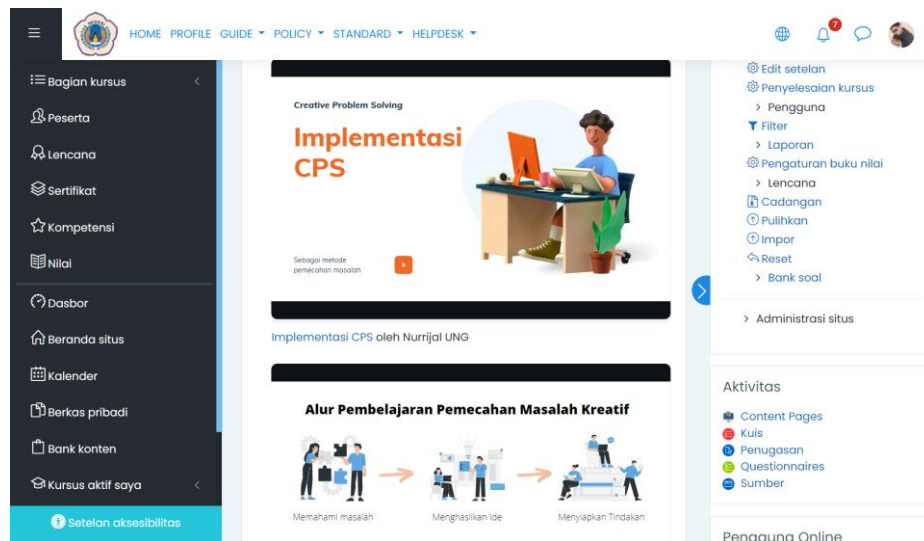 HOME PROFILE GUIDE POLICY STANDARD HELPDESK
7
Bagian kursus
Peserta
Lencana
Sertifikat
Kompetensi
Nilai
Dasbor
Beranda situs
Kalender
Berkas pribadi
Bank konten
Kursus aktif saya
Setelan aksesibilitas
Creative Problem Solving
Implementasi
CPS
Sebagai metode
pemecahan masalah
Implementasi CPS oleh Nurrijal UNG
Alur Pembelajaran Pemecahan Masalah Kreatif
Memahami masalah
Menghasilkan Ide
Menyiapkan Tindakan
Edit setelan
Penyelesaian kursus
Pengguna
Filter
Laporan
Pengaturan buku nilai
Lencana
Cadangan
Pulihkan
Impor
Reset
Bank soal
Administrasi situs
Aktivitas
Content Pages
Kuis
Penugasan
Questionnaires
Sumber
Pengguna Online